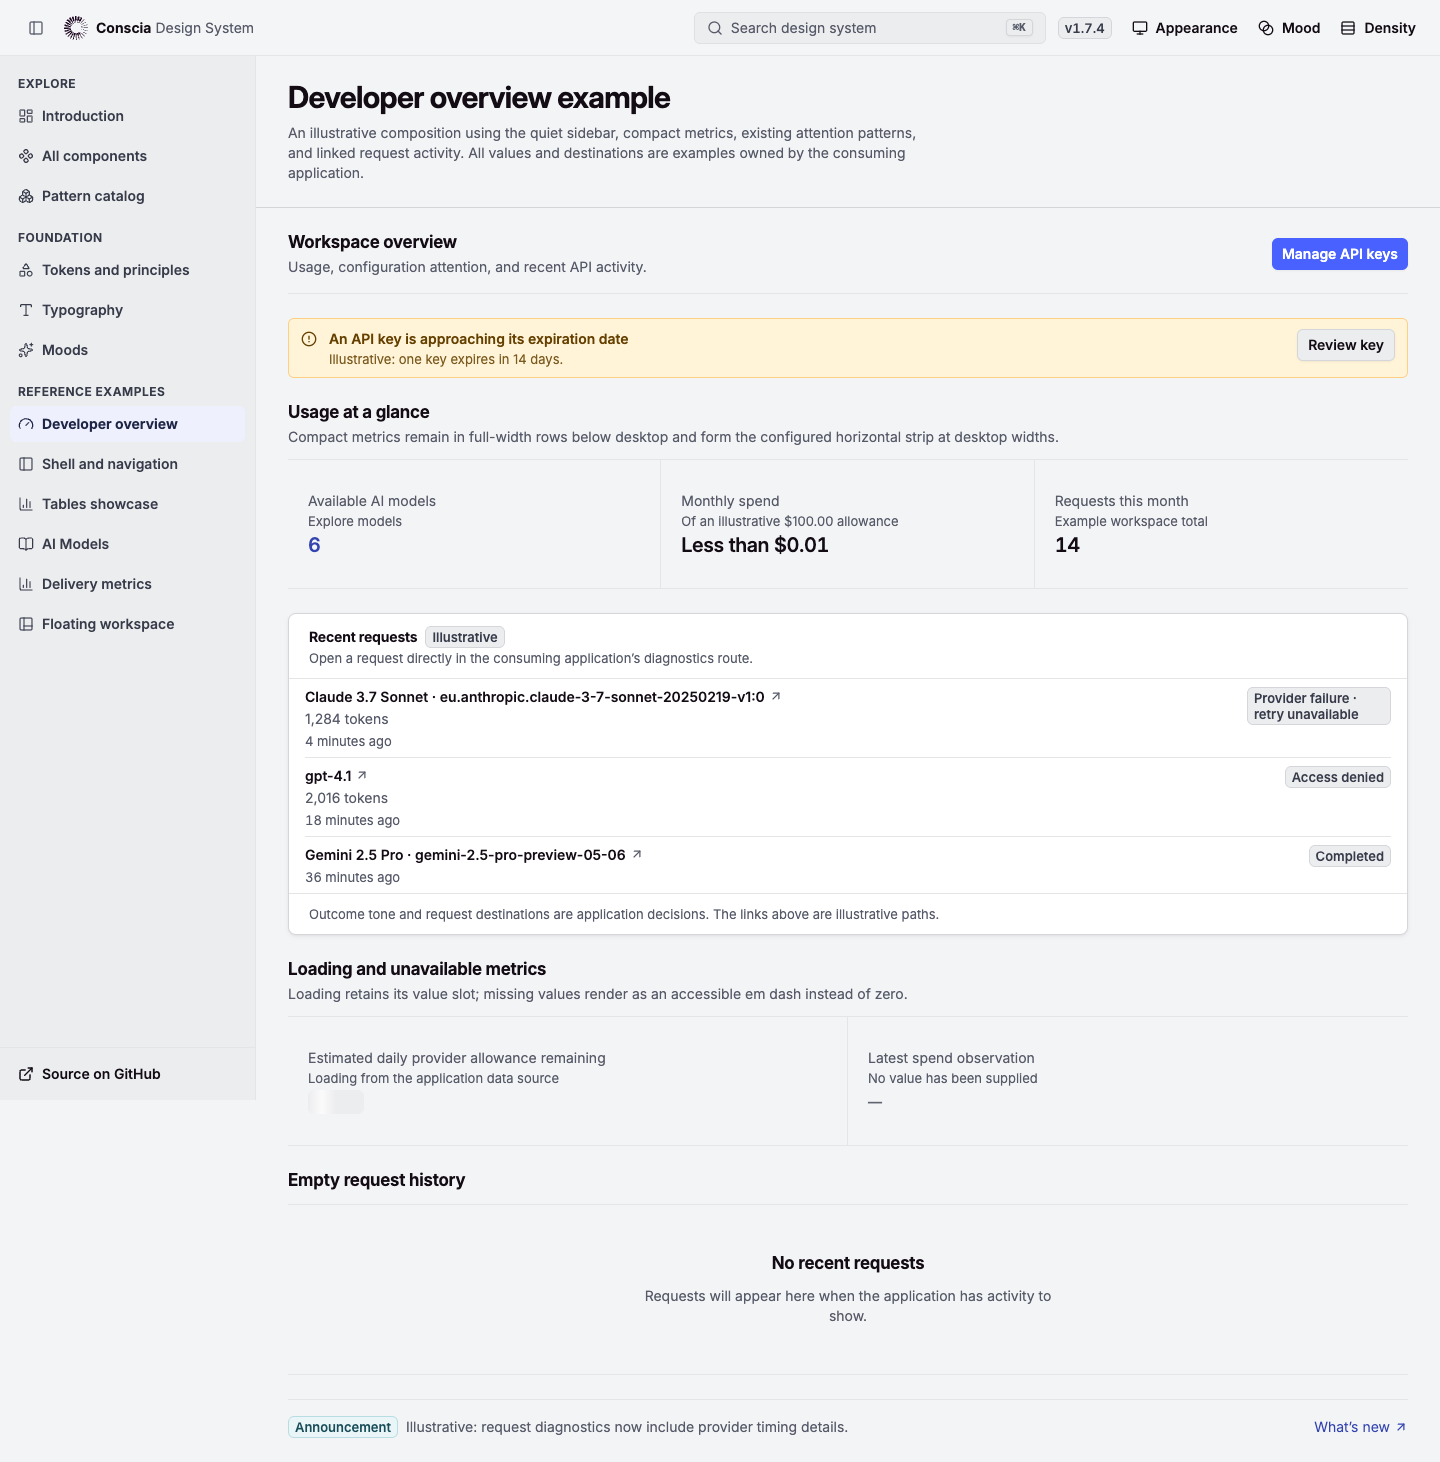 Conscia Design System
Search design system
⌘K
v1.7.4
Appearance
Mood
Density
EXPLORE
Introduction
All components
Pattern catalog
FOUNDATION
Tokens and principles
Typography
Moods
REFERENCE EXAMPLES
Developer overview
Shell and navigation
Tables showcase
AI Models
Delivery metrics
Floating workspace
Source on GitHub
Developer overview example
An illustrative composition using the quiet sidebar, compact metrics, existing attention patterns,
and linked request activity. All values and destinations are examples owned by the consuming
application.
Workspace overview
Usage, configuration attention, and recent API activity.
Manage API keys
An API key is approaching its expiration date
Illustrative: one key expires in 14 days.
Review key
Usage at a glance
Compact metrics remain in full-width rows below desktop and form the configured horizontal strip at desktop widths.
Available AI models
Explore models
6
Monthly spend
Of an illustrative $100.00 allowance
Less than $0.01
Requests this month
Example workspace total
14
Recent requests
Illustrative
Open a request directly in the consuming application’s diagnostics route.
Claude 3.7 Sonnet · eu.anthropic.claude-3-7-sonnet-20250219-v1:0
1,284 tokens
4 minutes ago
Provider failure ·
retry unavailable
gpt-4.1
2,016 tokens
18 minutes ago
Access denied
Gemini 2.5 Pro · gemini-2.5-pro-preview-05-06
36 minutes ago
Completed
Outcome tone and request destinations are application decisions. The links above are illustrative paths.
Loading and unavailable metrics
Loading retains its value slot; missing values render as an accessible em dash instead of zero.
Estimated daily provider allowance remaining
Loading from the application data source
Latest spend observation
No value has been supplied
—
Empty request history
No recent requests
Requests will appear here when the application has activity to
show.
Announcement
Illustrative: request diagnostics now include provider timing details.
What’s new